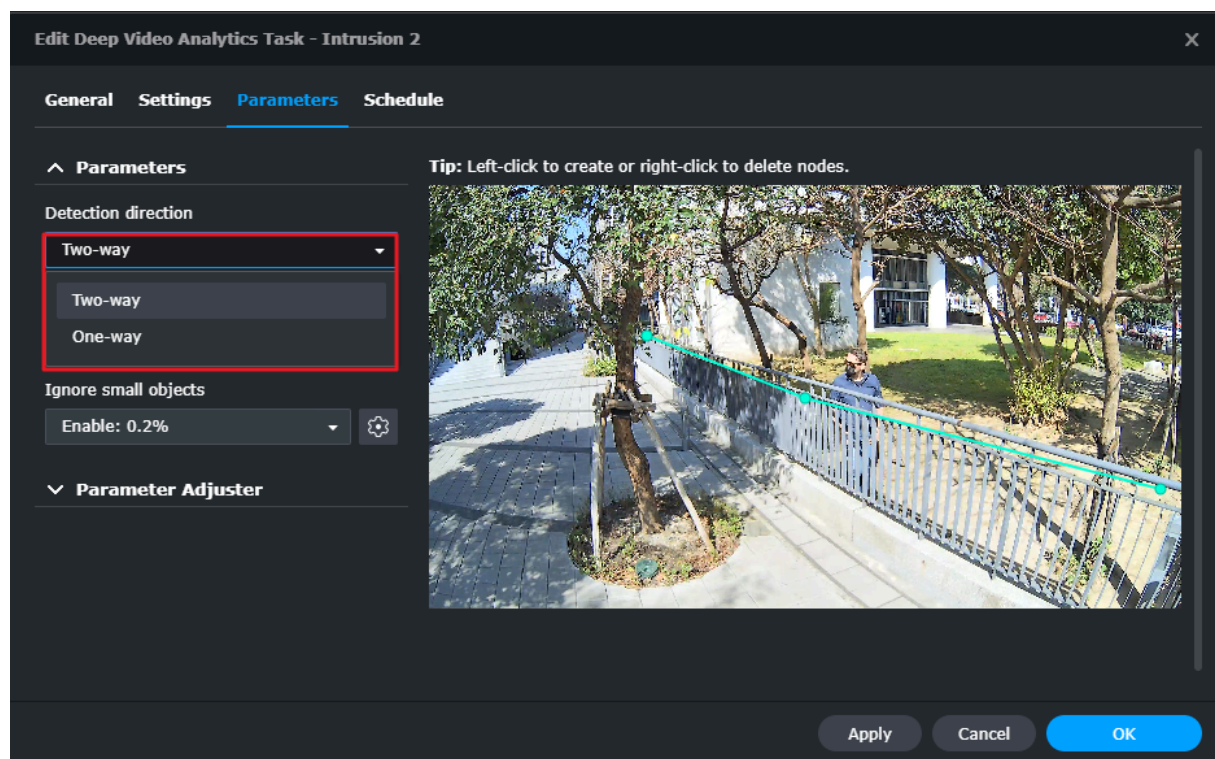 Edit Deep Video Analytics Task - Intrusion 2
General Settings Parameters Schedule
Parameters
Tip: Left-click to create or right-click to delete nodes.
Detection direction
Two-way
Two-way
One-way
Ignore small objects
Enable: 0.2%
Parameter Adjuster
Apply Cancel OK